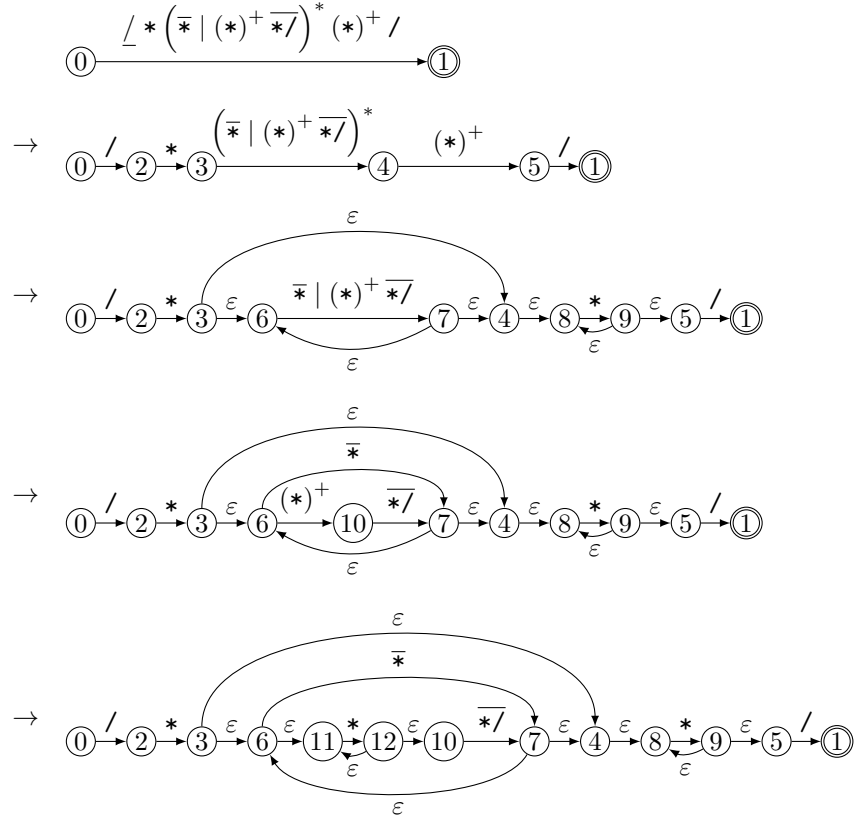 / * ( * | (*)⁺ */ )* (*)⁺ /
0 1
→ / * ( * | (*)⁺ */ )* (*)⁺ /
0 2 3 4 5 1
ε
→ / * ε * | (*)⁺ */ ε ε * ε /
0 2 3 6 7 4 8 9 5 1
ε ε
ε
*
→ / * ε (*)⁺ */ ε ε * ε /
0 2 3 6 10 7 4 8 9 5 1
ε ε
ε
*
→ / * ε ε * ε */ ε ε * ε /
0 2 3 6 11 12 10 7 4 8 9 5 1
ε ε
ε